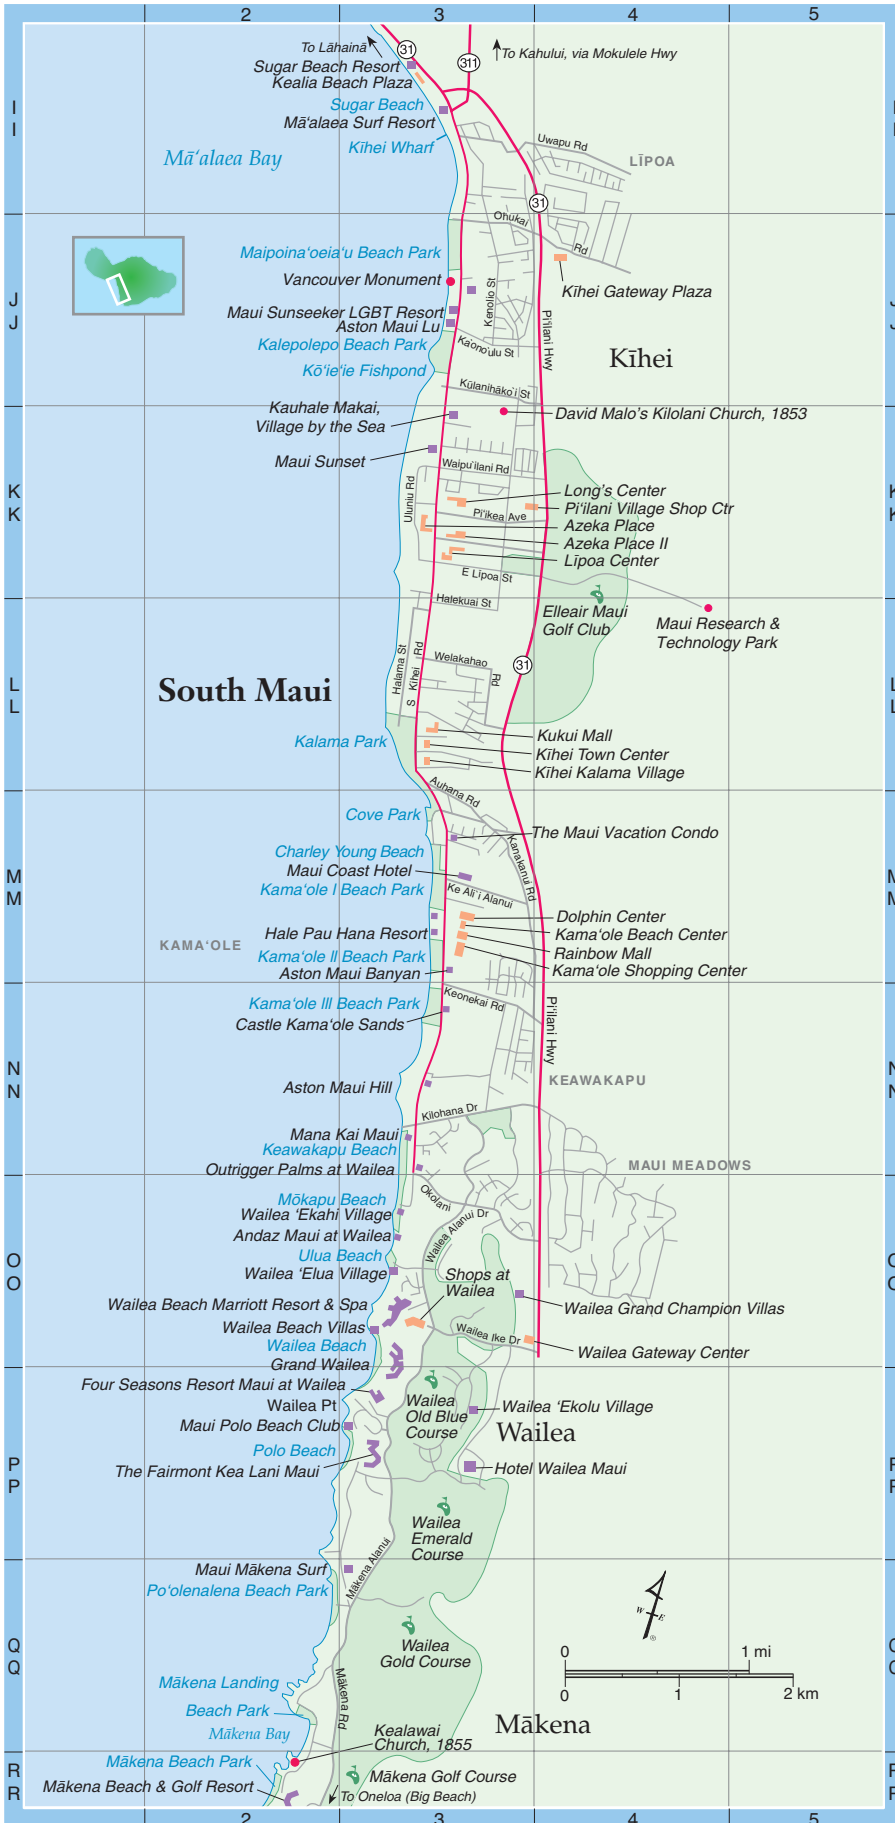 2
3
4
5
To Lāhainā
31
311
To Kahului, via Mokulele Hwy
Sugar Beach Resort
Kealia Beach Plaza
Sugar Beach
Mā‘alaea Surf Resort
I
I
Kīhei Wharf
Mā‘alaea Bay
Uwapu Rd
LĪPOA
31
Ohukai
Rd
Maipoina‘oeia‘u Beach Park
Vancouver Monument
Kīhei Gateway Plaza
J
J
Maui Sunseeker LGBT Resort
Aston Maui Lu
Kenolio St
Pi‘ilani Hwy
Kalepolepo Beach Park
Ka‘ono‘ulu St
Kīhei
Kō‘ie‘ie Fishpond
Kūlanihāko‘i St
Kauhale Makai,
Village by the Sea
David Malo's Kilolani Church, 1853
Maui Sunset
Waipu‘ilani Rd
K
K
Uluniu Rd
Long's Center
Pi‘ilani Village Shop Ctr
Pi‘ikea Ave
Azeka Place
Azeka Place II
Līpoa Center
E Līpoa St
Halekuai St
Elleair Maui
Golf Club
Maui Research &
Technology Park
Halama St
S Kīhei Rd
Welakahao
Rd
31
L
L
South Maui
Kalama Park
Kukui Mall
Kīhei Town Center
Kīhei Kalama Village
Auhana Rd
Cove Park
The Maui Vacation Condo
Kanakanui Rd
Charley Young Beach
Maui Coast Hotel
M
M
Kama‘ole I Beach Park
Ke Ali‘i Alanui
Dolphin Center
Hale Pau Hana Resort
Kama‘ole Beach Center
KAMA‘OLE
Rainbow Mall
Kama‘ole II Beach Park
Kama‘ole Shopping Center
Aston Maui Banyan
Keonekai Rd
Kama‘ole III Beach Park
Castle Kama‘ole Sands
Pi‘ilani Hwy
N
N
Aston Maui Hill
KEAWAKAPU
Kilohana Dr
Mana Kai Maui
Keawakapu Beach
Outrigger Palms at Wailea
MAUI MEADOWS
Okolani
Mōkapu Beach
Wailea ‘Ekahi Village
Wailea Alanui Dr
Andaz Maui at Wailea
Ulua Beach
O
O
Wailea ‘Elua Village
Shops at
Wailea
Wailea Beach Marriott Resort & Spa
Wailea Grand Champion Villas
Wailea Beach Villas
Wailea Ike Dr
Wailea Beach
Wailea Gateway Center
Grand Wailea
Four Seasons Resort Maui at Wailea
Wailea Pt
Wailea
Old Blue
Course
Wailea ‘Ekolu Village
Maui Polo Beach Club
Wailea
Polo Beach
P
P
The Fairmont Kea Lani Maui
Hotel Wailea Maui
Wailea
Emerald
Course
Mākena Alanui
Maui Mākena Surf
Po‘olenalena Beach Park
W
E
Q
Q
Wailea
Gold Course
0
1 mi
0
1
2 km
Mākena Landing
Beach Park
Mākena Rd
Mākena Bay
Mākena
Kealawai
Church, 1855
Mākena Beach Park
R
R
Mākena Golf Course
Mākena Beach & Golf Resort
To Oneloa (Big Beach)
2
3
4
5